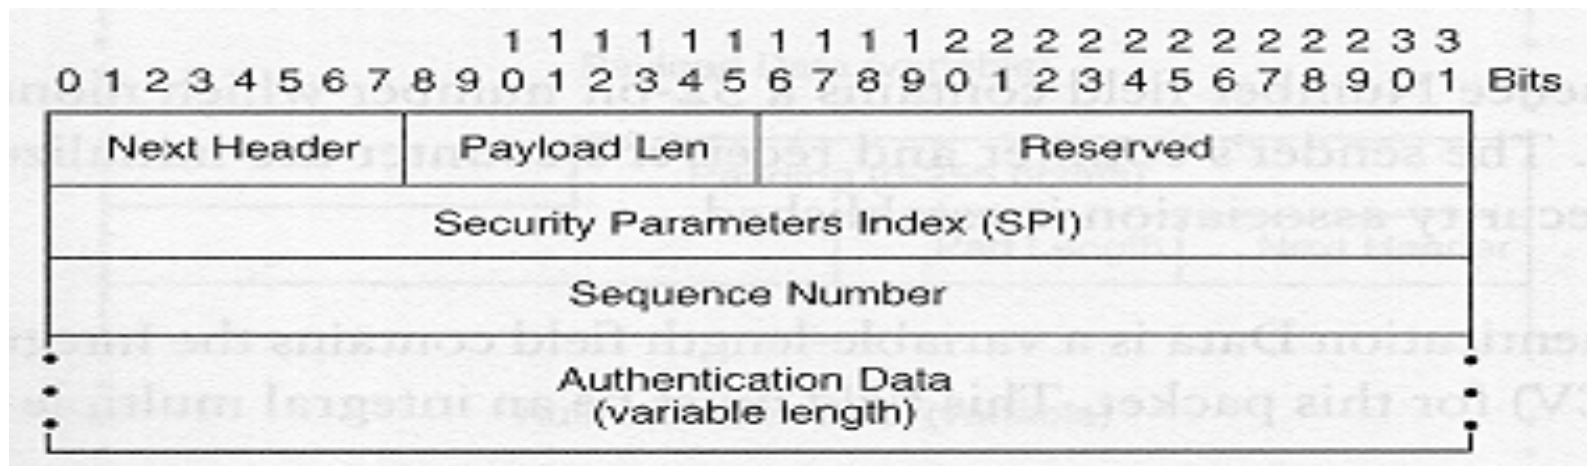 1 1 1 1 1 1 1 1 1 1 2 2 2 2 2 2 2 2 2 2 3 3
0 1 2 3 4 5 6 7 8 9 0 1 2 3 4 5 6 7 8 9 0 1 2 3 4 5 6 7 8 9 0 1 Bits
Next Header Payload Len Reserved
Security Parameters Index (SPI)
Sequence Number
Authentication Data
(variable length)